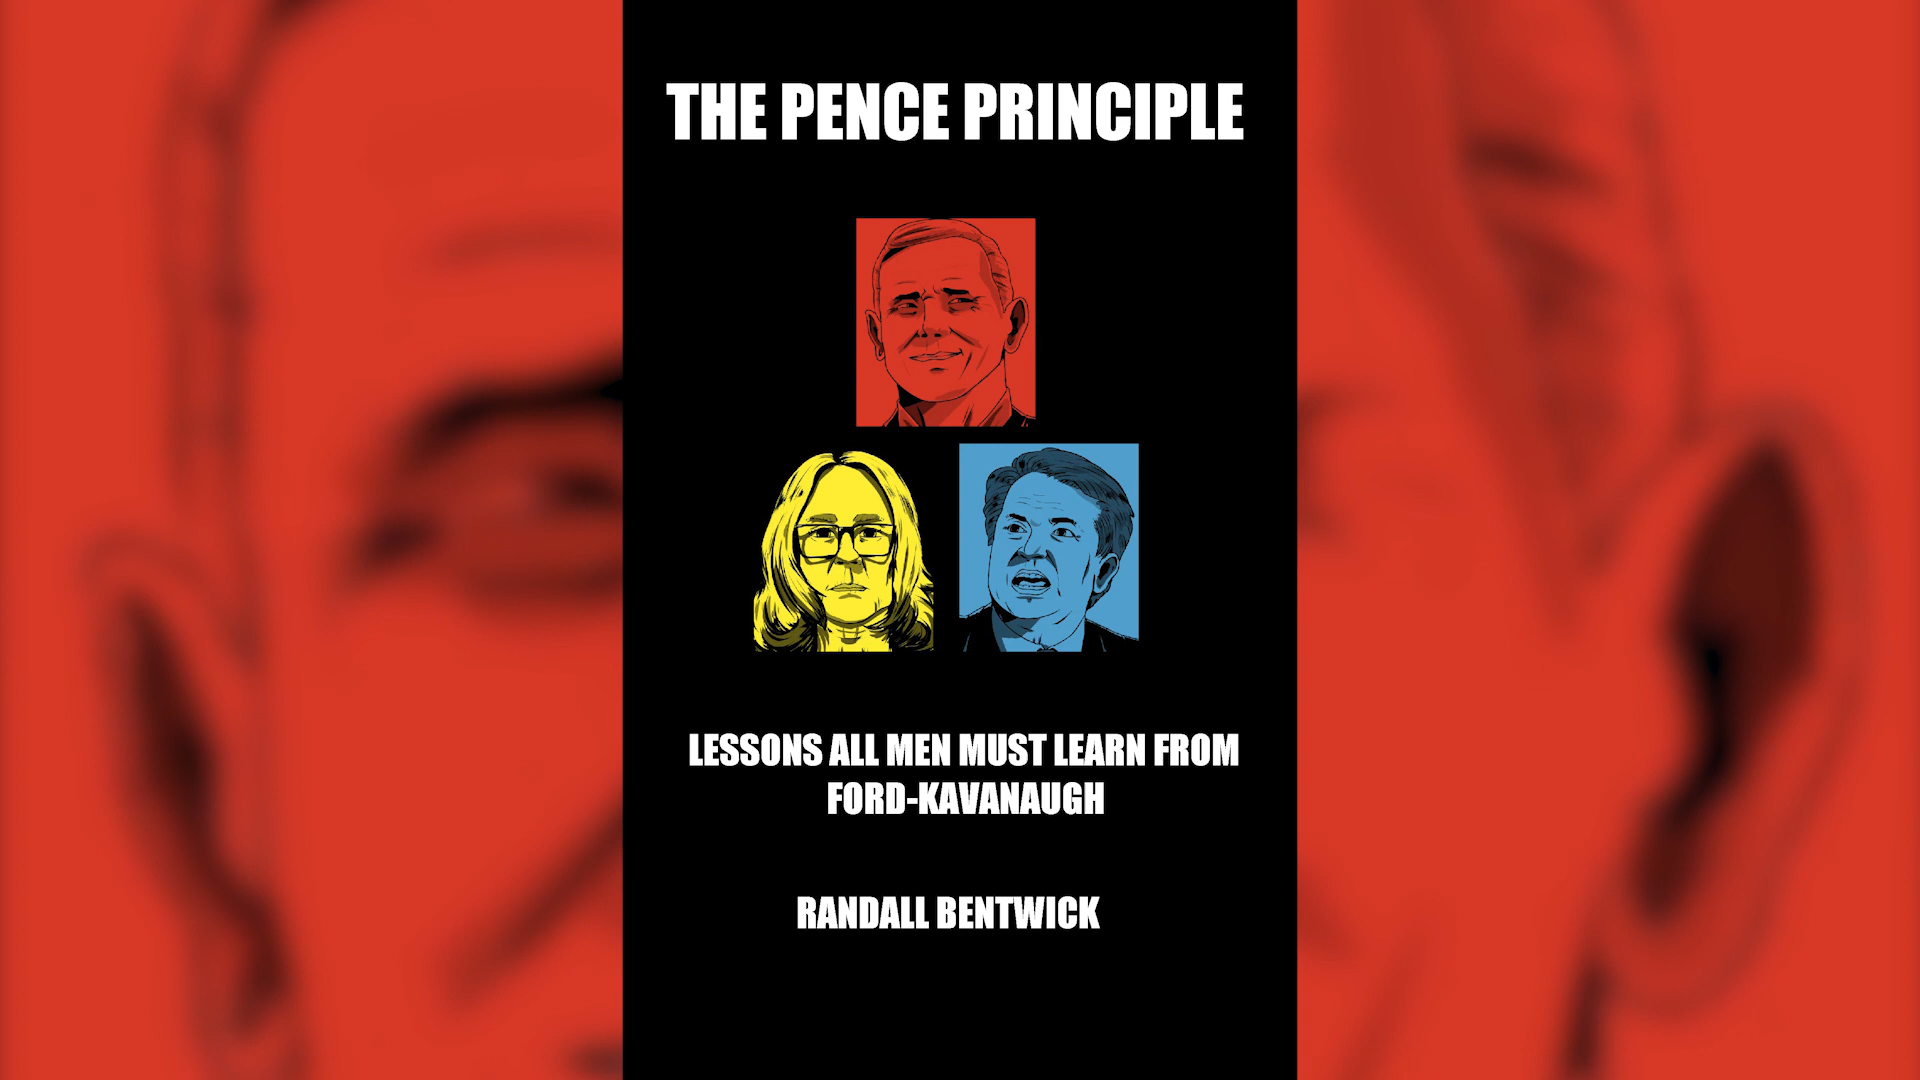 THE PENCE PRINCIPLE
LESSONS ALL MEN MUST LEARN FROM
FORD-KAVANAUGH
RANDALL BENTWICK